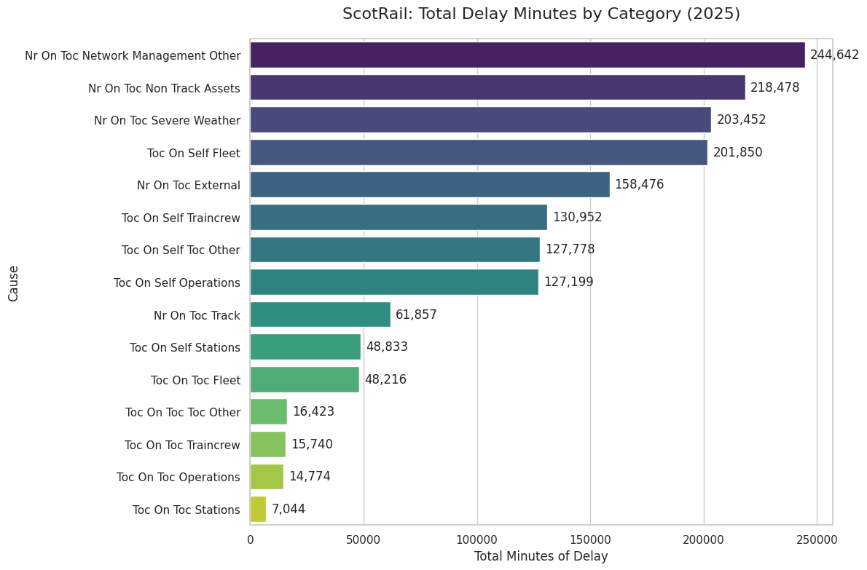 ScotRail: Total Delay Minutes by Category (2025)
Nr On Toc Network Management Other 244,642
Nr On Toc Non Track Assets 218,478
Nr On Toc Severe Weather 203,452
Toc On Self Fleet 201,850
Nr On Toc External 158,476
Toc On Self Traincrew 130,952
Toc On Self Toc Other 127,778
Toc On Self Operations 127,199
Nr On Toc Track 61,857
Toc On Self Stations 48,833
Toc On Toc Fleet 48,216
Toc On Toc Toc Other 16,423
Toc On Toc Traincrew 15,740
Toc On Toc Operations 14,774
Toc On Toc Stations 7,044
Cause
0 50000 100000 150000 200000 250000
Total Minutes of Delay